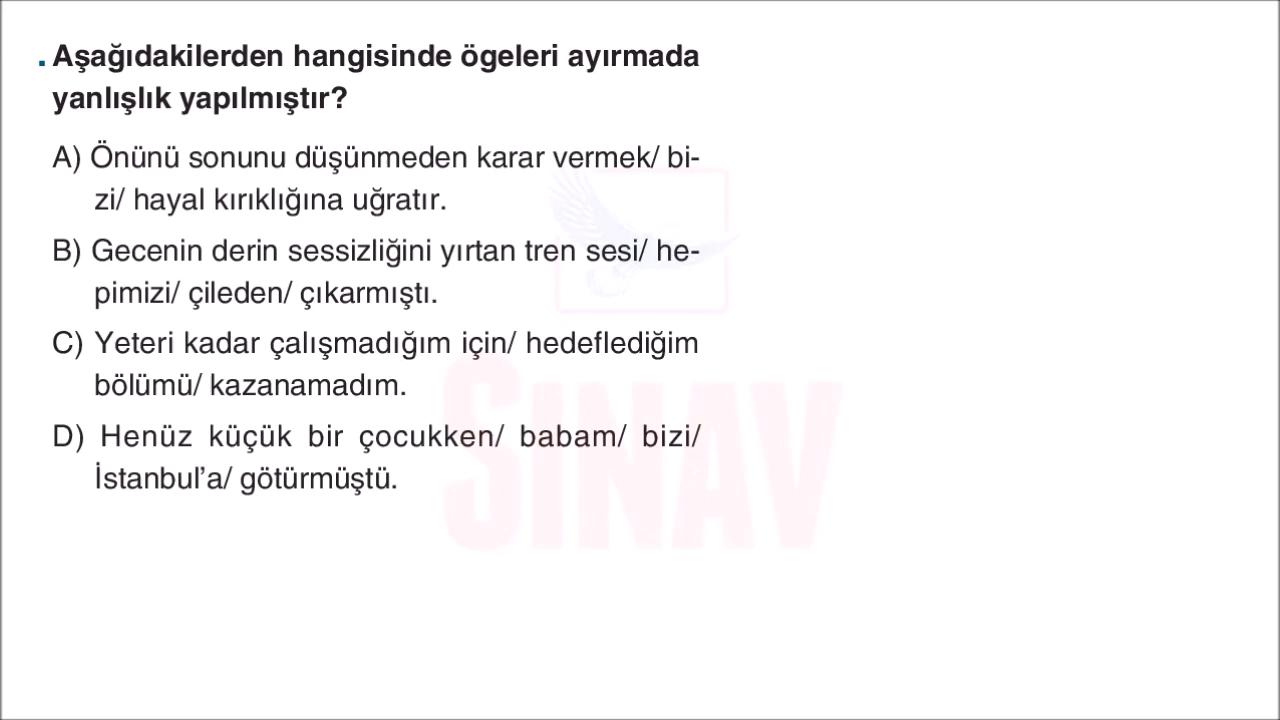 . Aşağıdakilerden hangisinde ögeleri ayırmada
yanlışlık yapılmıştır?
A) Önünü sonunu düşünmeden karar vermek/ bi-
zi/ hayal kırıklığına uğratır.
B) Gecenin derin sessizliğini yırtan tren sesi/ he-
pimizi/ çileden/ çıkarmıştı.
C) Yeteri kadar çalışmadığım için/ hedeflediğim
bölümü/ kazanamadım.
D) Henüz küçük bir çocukken/ babam/ bizi/
İstanbul’a/ götürmüştü.
SINAV